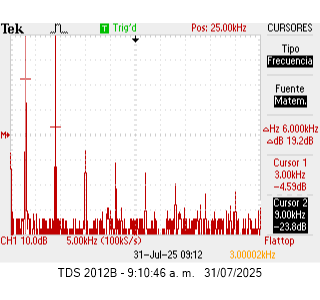 Tek
T Trig'd
Pos: 25.00kHz
CURSORES
Tipo
Frecuencia
Fuente
Matem.
M
△Hz 6.000kHz
△dB 19.2dB
Cursor 1
3.00kHz
-4.59dB
Cursor 2
9.00kHz
-23.8dB
CH1 10.0dB
5.00kHz (100kS/s)
Flattop
31-Jul-25 09:12
3.00002kHz
TDS 2012B - 9:10:46 a. m. 31/07/2025